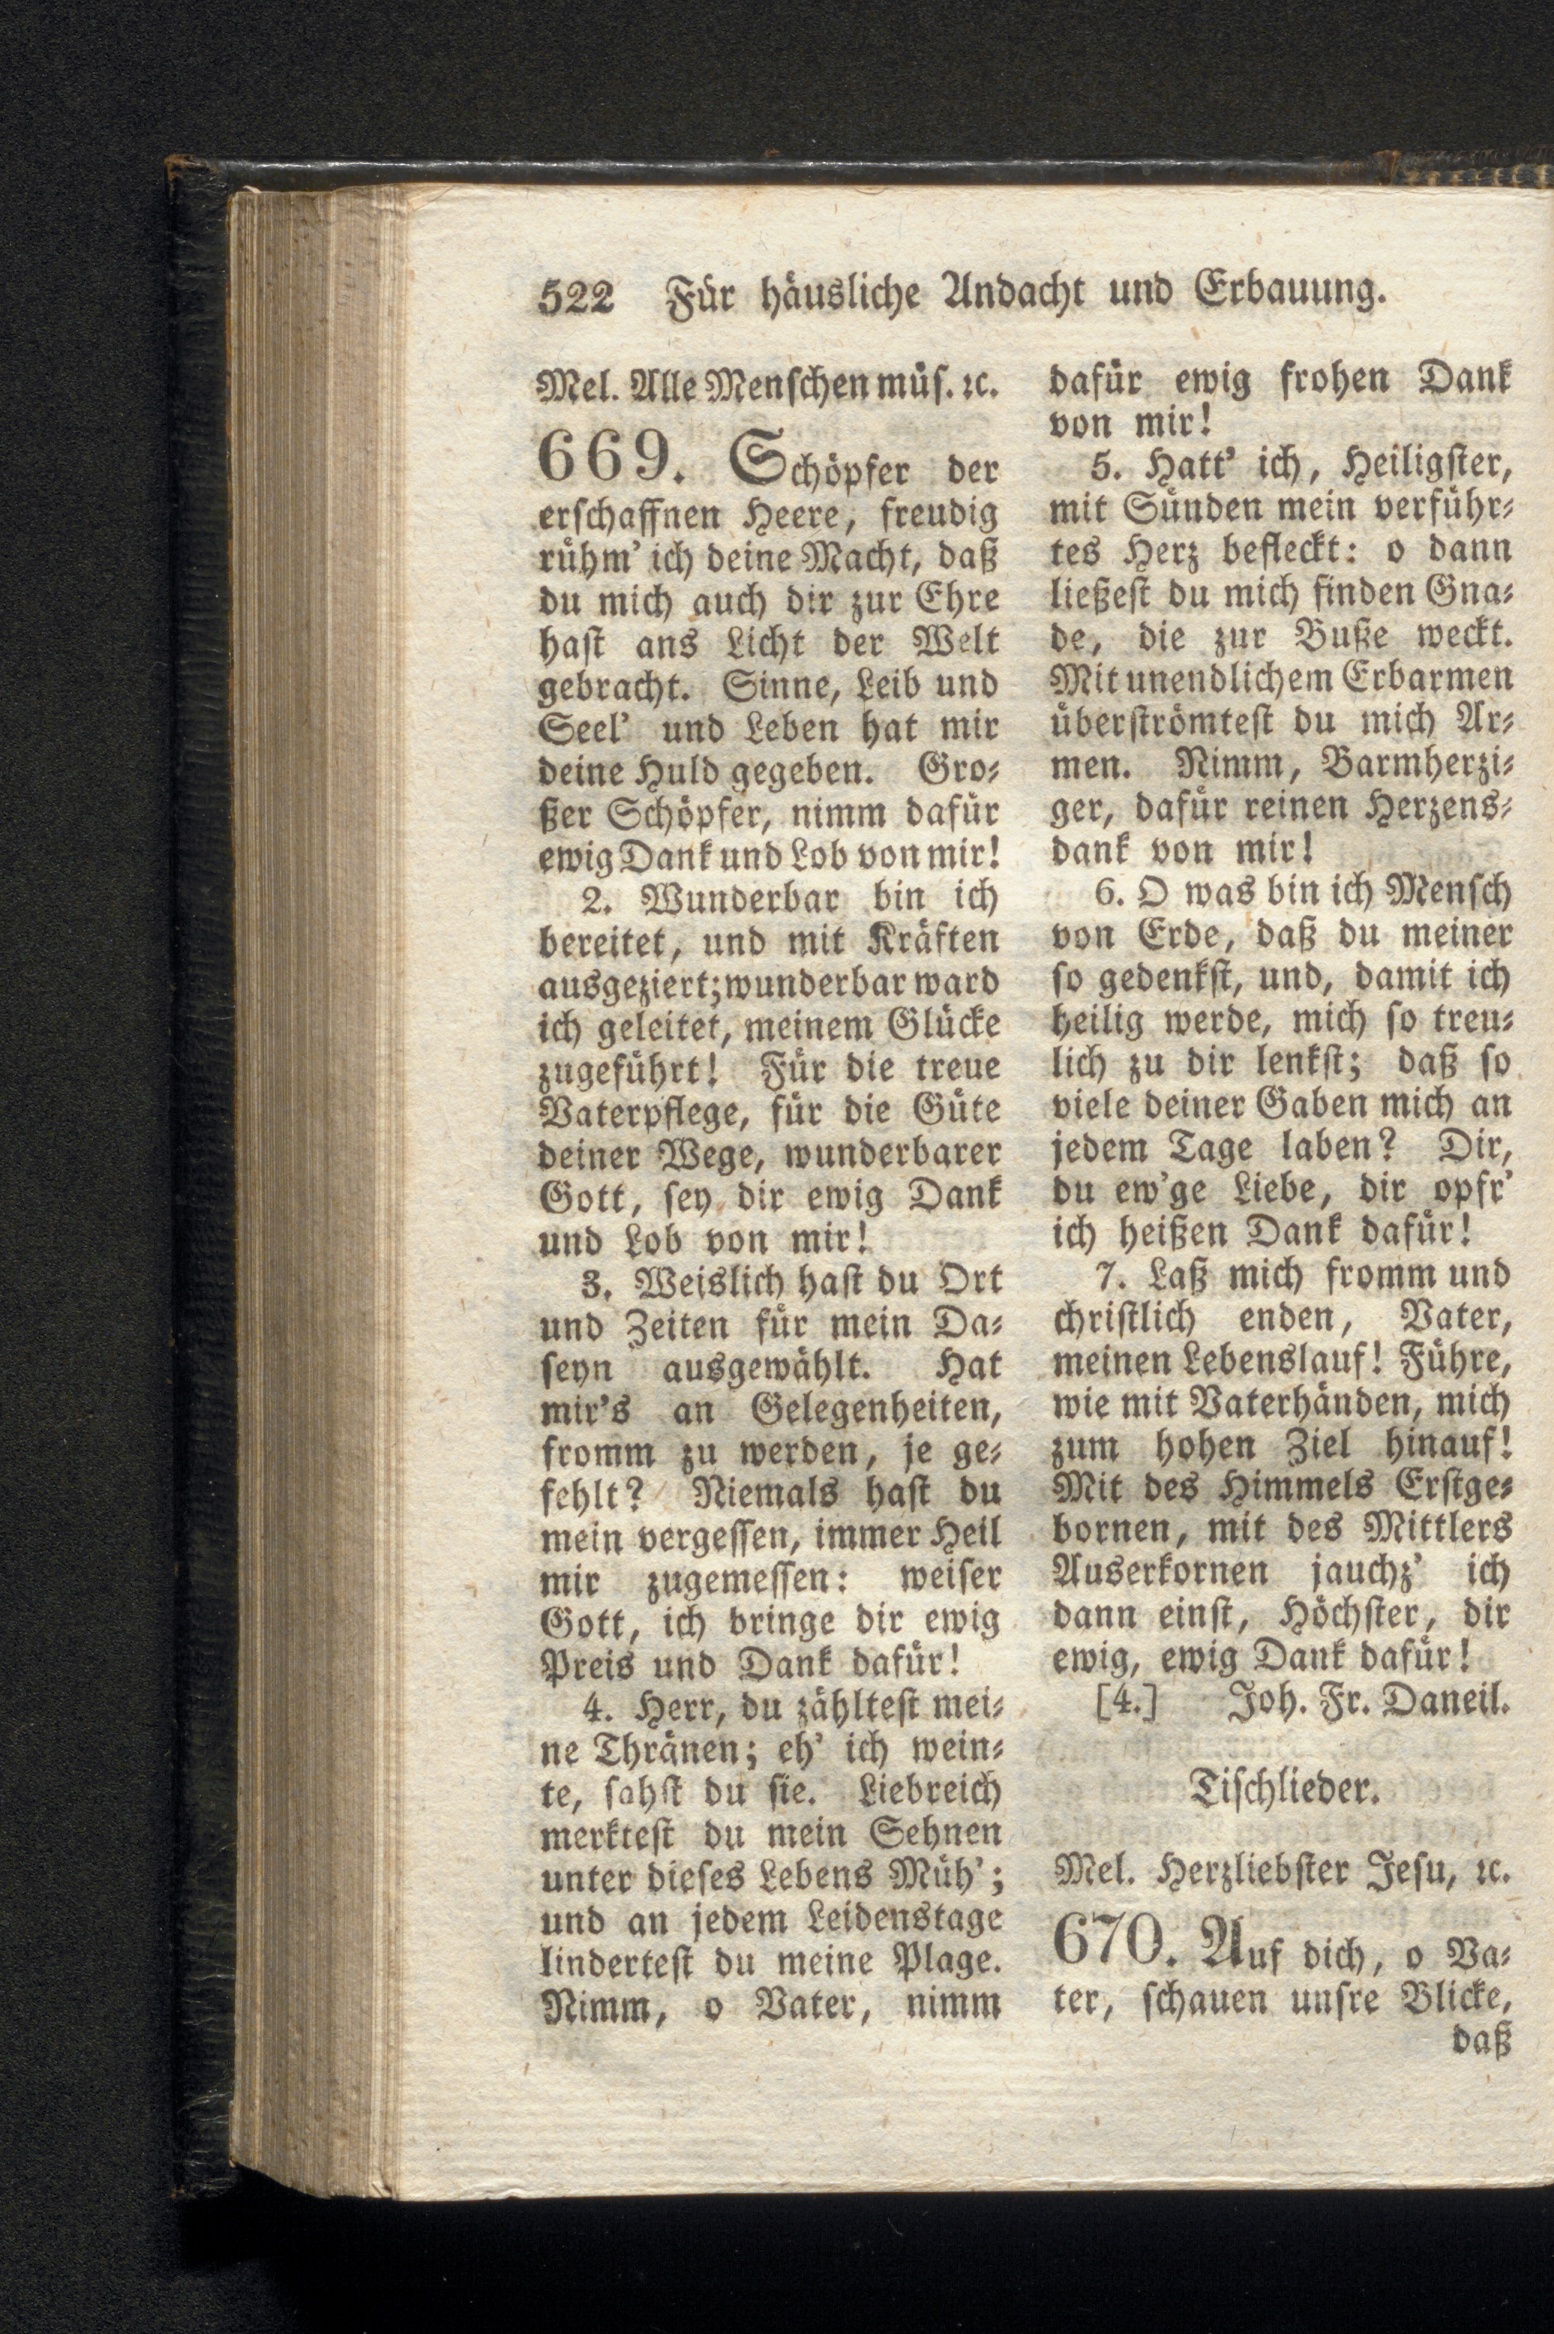 522 Für häusliche Andacht und Erbauung.
Mel. Alle Menschen müs. ꝛc.
669. Schöpfer der
erschaffnen Heere, freudig
rühm' ich deine Macht, daß
du mich auch dir zur Ehre
hast ans Licht der Welt
gebracht. Sinne, Leib und
Seel' und Leben hat mir
deine Huld gegeben. Gro-
ßer Schöpfer, nimm dafür
ewig Dank und Lob von mir!
2. Wunderbar bin ich
bereitet, und mit Kräften
ausgeziert; wunderbar ward
ich geleitet, meinem Glücke
zugeführt! Für die treue
Vaterpflege, für die Güte
deiner Wege, wunderbarer
Gott, sey dir ewig Dank
und Lob von mir!
3. Weislich hast du Ort
und Zeiten für mein Da-
seyn ausgewählt. Hat
mir's an Gelegenheiten,
fromm zu werden, je ge-
fehlt? Niemals hast du
mein vergessen, immer Heil
mir zugemessen: weiser
Gott, ich bringe dir ewig
Preis und Dank dafür!
4. Herr, du zähltest mei-
ne Thränen; eh' ich wein-
te, sahst du sie. Liebreich
merktest du mein Sehnen
unter dieses Lebens Müh';
und an jedem Leidenstage
lindertest du meine Plage.
Nimm, o Vater, nimm
dafür ewig frohen Dank
von mir!
5. Hatt' ich, Heiligster,
mit Sünden mein verführ-
tes Herz befleckt: o dann
ließest du mich finden Gna-
de, die zur Buße weckt.
Mit unendlichem Erbarmen
überströmtest du mich Ar-
men. Nimm, Barmherzi-
ger, dafür reinen Herzens-
dank von mir!
6. O was bin ich Mensch
von Erde, daß du meiner
so gedenkst, und, damit ich
heilig werde, mich so treu-
lich zu dir lenkst; daß so
viele deiner Gaben mich an
jedem Tage laben? Dir,
du ew'ge Liebe, dir opfr'
ich heißen Dank dafür!
7. Laß mich fromm und
christlich enden, Vater,
meinen Lebenslauf! Führe,
wie mit Vaterhänden, mich
zum hohen Ziel hinauf!
Mit des Himmels Erstge-
bornen, mit des Mittlers
Auserkornen jauchz' ich
dann einst, Höchster, dir
ewig, ewig Dank dafür!
[4.] Joh. Fr. Daneil.
Tischlieder.
Mel. Herzliebster Jesu, ꝛc.
670. Auf dich, o Va-
ter, schauen unsre Blicke,
daß